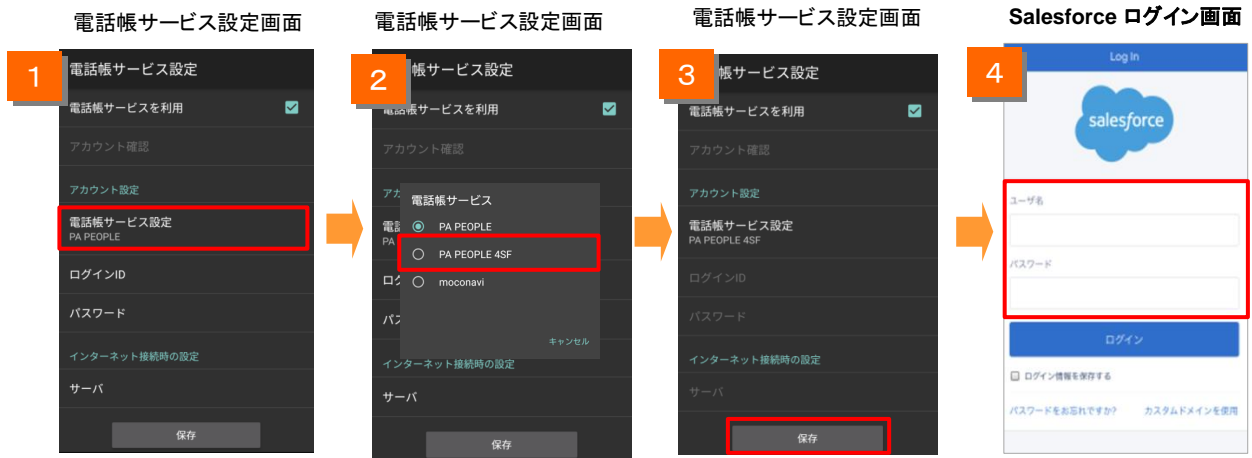 電話帳サービス設定画面
1
電話帳サービス設定
電話帳サービスを利用
アカウント確認
アカウント設定
電話帳サービス設定
PA PEOPLE
ログインID
パスワード
インターネット接続時の設定
サーバ
保存
電話帳サービス設定画面
2
帳サービス設定
電話帳サービスを利用
アカウント確認
アカ
電話帳サービス
電話
PA PEOPLE
PA
PA PEOPLE 4SF
ログ
moconavi
パス
キャンセル
インターネット接続時の設定
サーバ
保存
電話帳サービス設定画面
3
帳サービス設定
電話帳サービスを利用
アカウント確認
アカウント設定
電話帳サービス設定
PA PEOPLE 4SF
ログインID
パスワード
インターネット接続時の設定
サーバ
保存
Salesforce ログイン画面
4
Log In
salesforce
ユーザ名
パスワード
ログイン
ログイン情報を保存する
パスワードをお忘れですか? カスタムドメインを使用